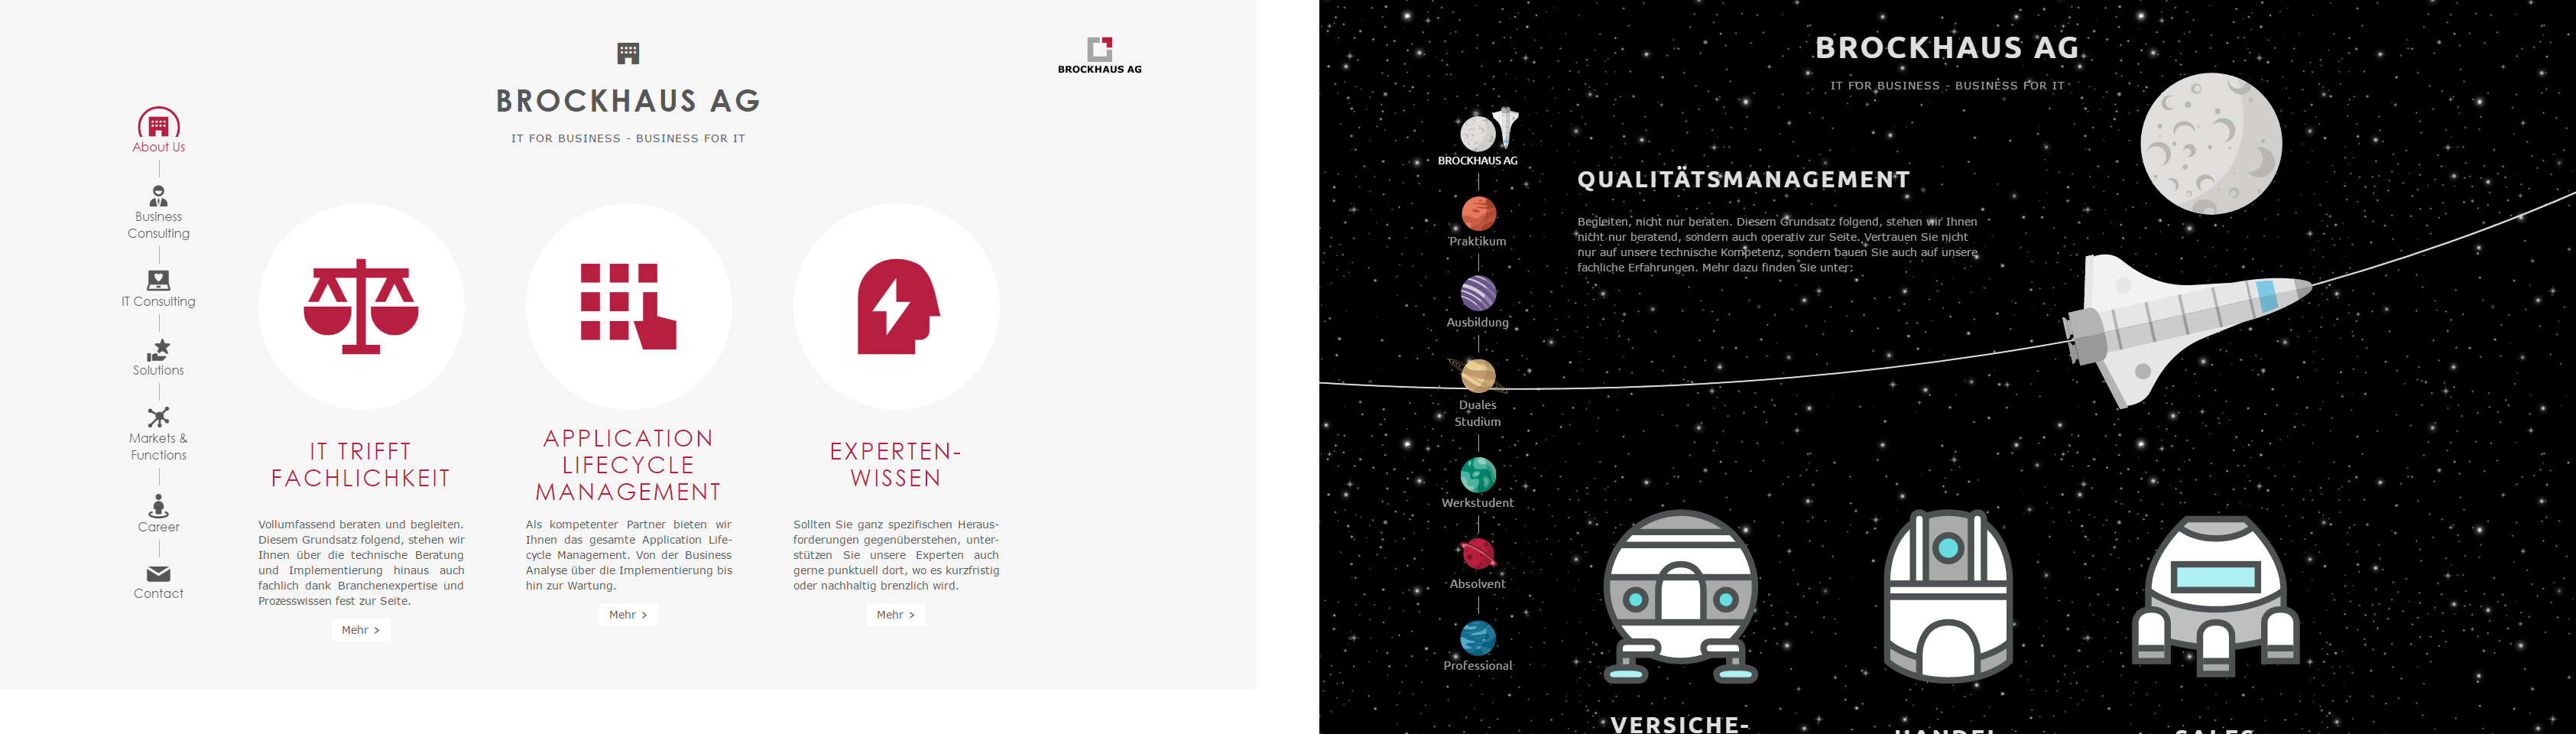 BROCKHAUS AG
IT FOR BUSINESS - BUSINESS FOR IT
BROCKHAUS AG
About Us
Business
Consulting
IT Consulting
Solutions
Markets &
Functions
Career
Contact
IT TRIFFT
FACHLICHKEIT
Vollumfassend beraten und begleiten.
Diesem Grundsatz folgend, stehen wir
Ihnen über die technische Beratung
und Implementierung hinaus auch
fachlich dank Branchenexpertise und
Prozesswissen fest zur Seite.
Mehr >
APPLICATION
LIFECYCLE
MANAGEMENT
Als kompetenter Partner bieten wir
Ihnen das gesamte Application Life-
cycle Management. Von der Business
Analyse über die Implementierung bis
hin zur Wartung.
Mehr >
EXPERTEN-
WISSEN
Sollten Sie ganz spezifischen Heraus-
forderungen gegenüberstehen, unter-
stützen Sie unsere Experten auch
gerne punktuell dort, wo es kurzfristig
oder nachhaltig brenzlich wird.
Mehr >
BROCKHAUS AG
IT FOR BUSINESS - BUSINESS FOR IT
BROCKHAUS AG
Praktikum
Ausbildung
Duales
Studium
Werkstudent
Absolvent
Professional
QUALITÄTSMANAGEMENT
Begleiten, nicht nur beraten. Diesem Grundsatz folgend, stehen wir Ihnen
nicht nur beratend, sondern auch operativ zur Seite. Vertrauen Sie nicht
nur auf unsere technische Kompetenz, sondern bauen Sie auch auf unsere
fachliche Erfahrungen. Mehr dazu finden Sie unter:
VERSICHE-
HANDEL
SALES